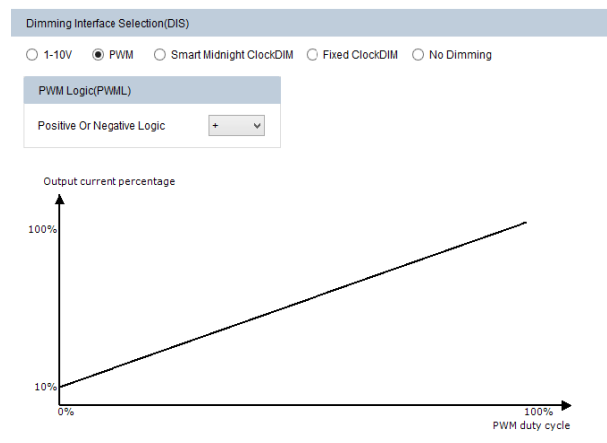 Dimming Interface Selection(DIS)
1-10V PWM Smart Midnight ClockDIM Fixed ClockDIM No Dimming
PWM Logic(PWML)
Positive Or Negative Logic +
Output current percentage
100%
10%
0% 100%
PWM duty cycle